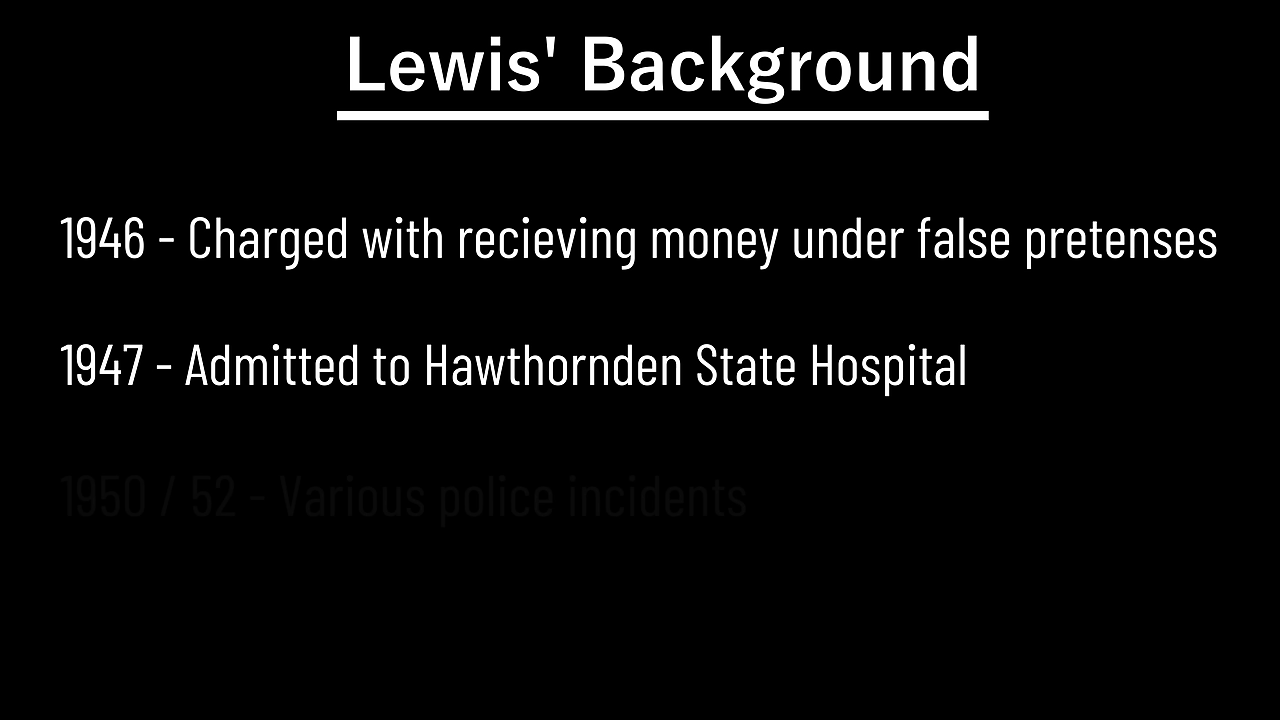 Lewis' Background
1946 - Charged with recieving money under false pretenses
1947 - Admitted to Hawthornden State Hospital
1950 / 52 - Various police incidents